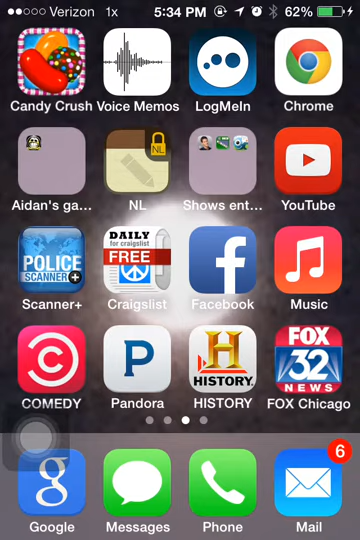 Verizon 1x 5:34 PM 62%
Candy Crush Voice Memos LogMeIn Chrome
NL
Aidan's ga... NL Shows ent... YouTube
POLICE
SCANNER+
DAILY
for craigslist
FREE
Scanner+ Craigslist Facebook Music
P
H
HISTORY
FOX
32
NEWS
COMEDY Pandora HISTORY FOX Chicago
6
g
Google Messages Phone Mail